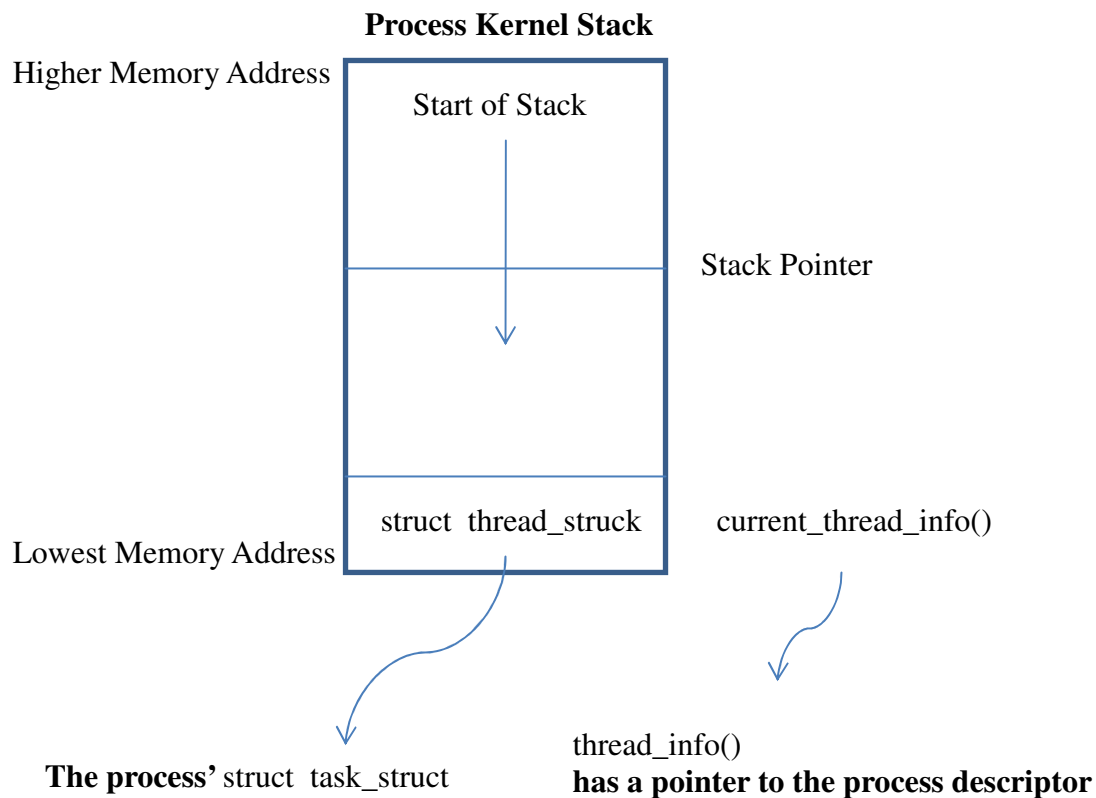 Process Kernel Stack
Higher Memory Address
Start of Stack
Stack Pointer
struct thread_struck
current_thread_info()
Lowest Memory Address
The process’ struct task_struct
thread_info()
has a pointer to the process descriptor